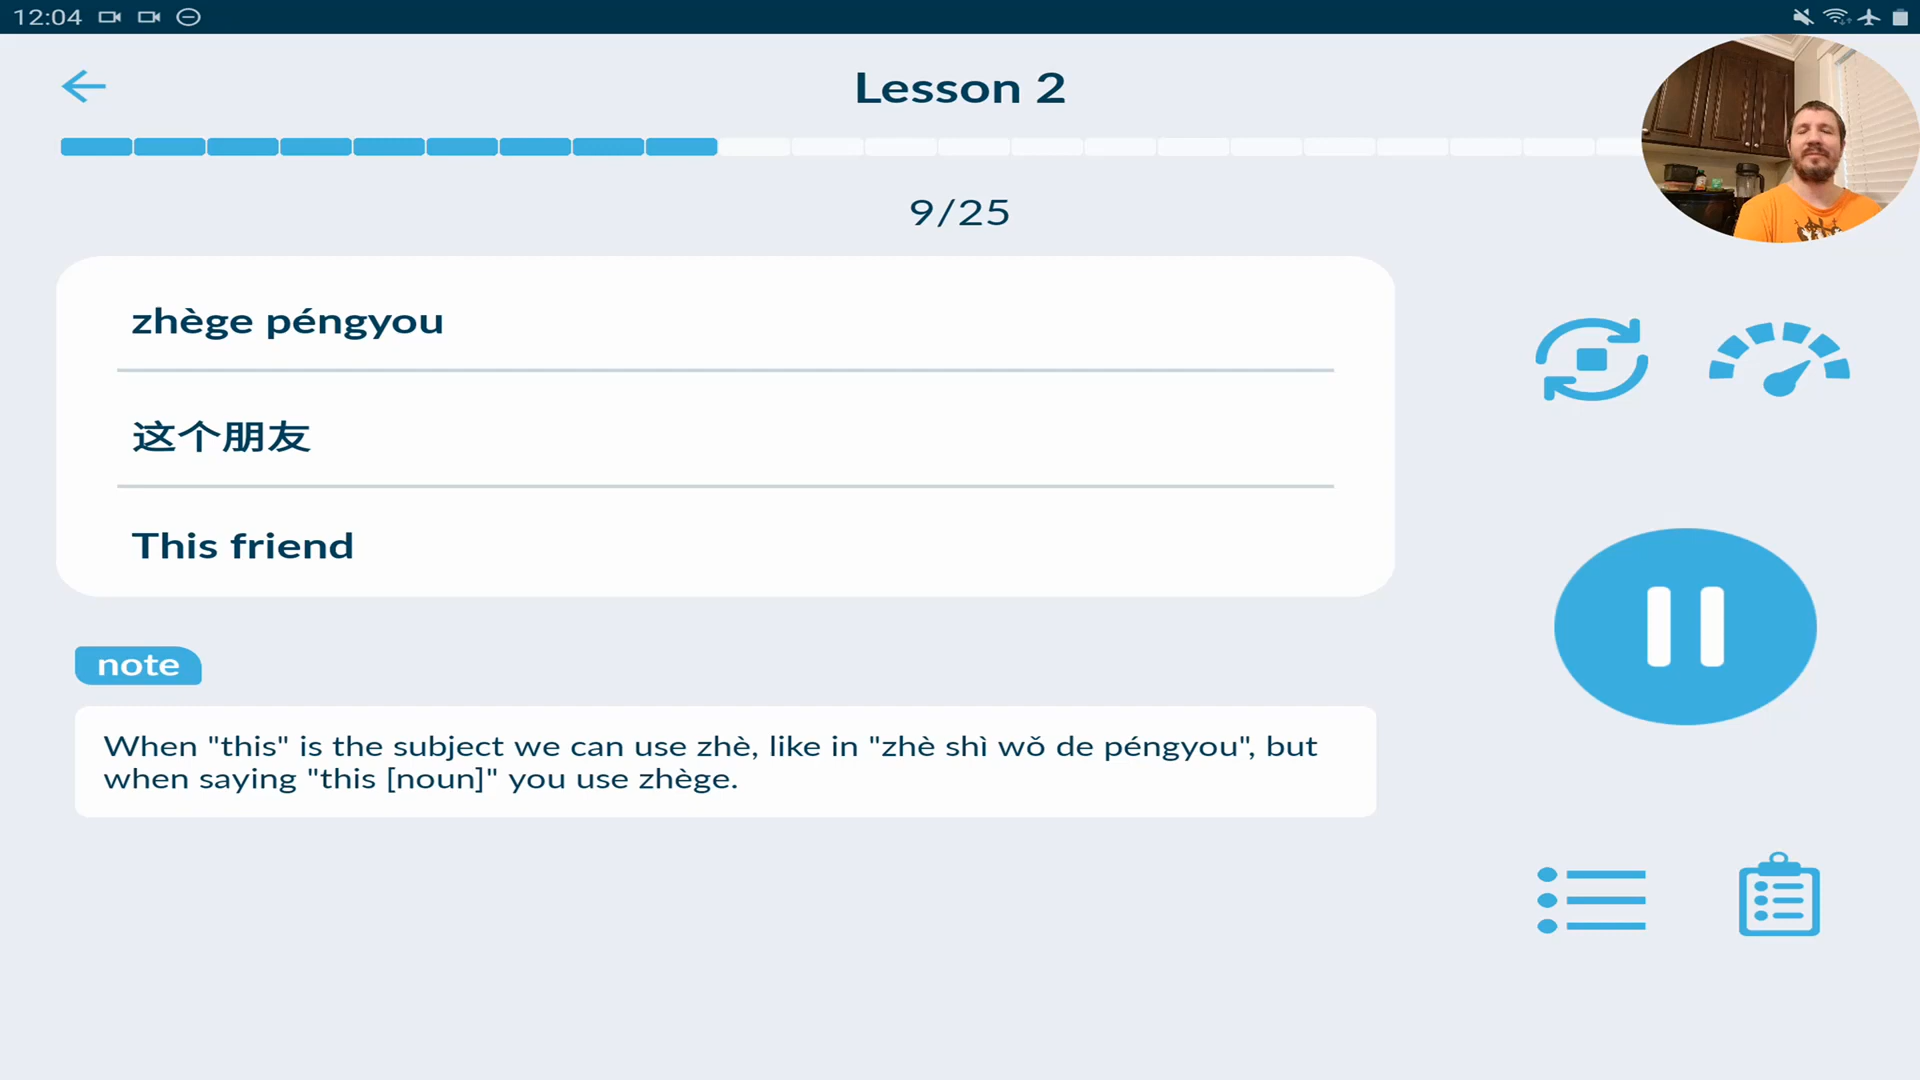 12:04
Lesson 2
9/25
zhège péngyou
这个朋友
This friend
note
When "this" is the subject we can use zhè, like in "zhè shì wǒ de péngyou", but
when saying "this [noun]" you use zhège.